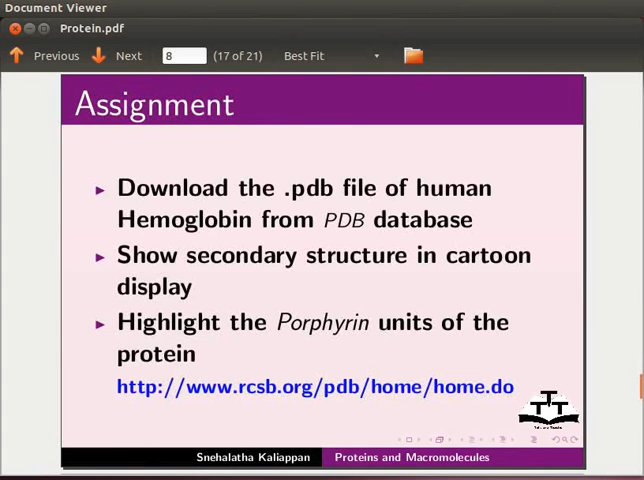 Document Viewer
Protein.pdf
Previous Next 8 (17 of 21) Best Fit
Assignment
Download the .pdb file of human
Hemoglobin from PDB database
Show secondary structure in cartoon
display
Highlight the Porphyrin units of the
protein
http://www.rcsb.org/pdb/home/home.do
Snehalatha Kaliappan Proteins and Macromolecules